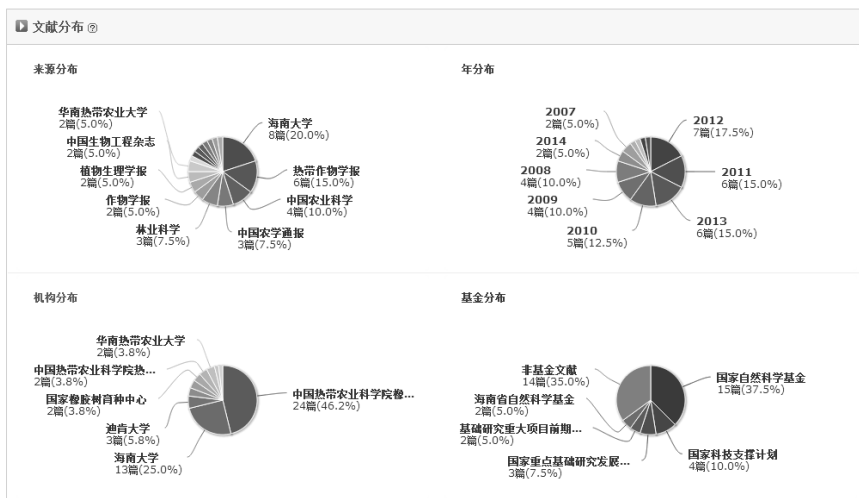 文献分布
来源分布
华南热带农业大学
2篇(5.0%)
中国生物工程杂志
2篇(5.0%)
植物生理学报
2篇(5.0%)
作物学报
2篇(5.0%)
林业科学
3篇(7.5%)
海南大学
8篇(20.0%)
热带作物学报
6篇(15.0%)
中国农业科学
4篇(10.0%)
中国农学通报
3篇(7.5%)
年分布
2007
2篇(5.0%)
2014
2篇(5.0%)
2008
4篇(10.0%)
2009
4篇(10.0%)
2010
5篇(12.5%)
2012
7篇(17.5%)
2011
6篇(15.0%)
2013
6篇(15.0%)
机构分布
华南热带农业大学
2篇(3.8%)
中国热带农业科学院热...
2篇(3.8%)
国家橡胶树育种中心
2篇(3.8%)
迪肯大学
3篇(5.8%)
海南大学
13篇(25.0%)
中国热带农业科学院橡...
24篇(46.2%)
基金分布
非基金文献
14篇(35.0%)
海南省自然科学基金
2篇(5.0%)
基础研究重大项目前期...
2篇(5.0%)
国家重点基础研究发展...
3篇(7.5%)
国家自然科学基金
15篇(37.5%)
国家科技支撑计划
4篇(10.0%)